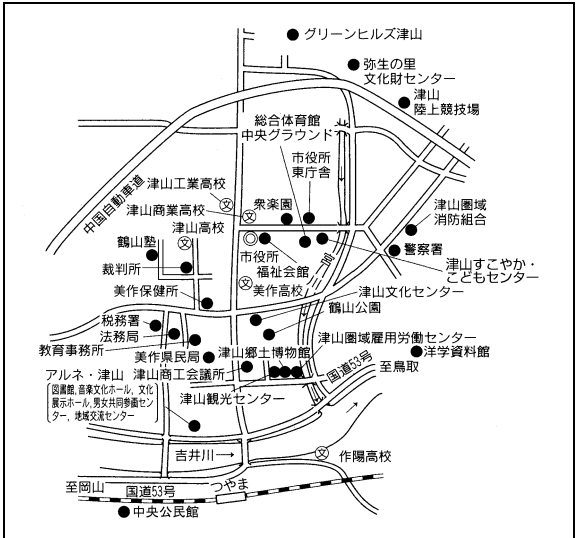 グリーンヒルズ津山
弥生の里
文化財センター
津山
陸上競技場
総合体育館
中央グラウンド
市役所
東庁舎
中国自動車道
津山工業高校
文
津山商業高校
文
衆楽園
津山圏域
消防組合
津山高校
文
鶴山塾
裁判所
市役所
福祉会館
宮川
警察署
津山すこやか・
こどもセンター
文
美作高校
美作保健所
津山文化センター
鶴山公園
税務署
法務局
教育事務所
美作県民局
津山郷土博物館
津山圏域雇用労働センター
洋学資料館
アルネ・津山
図書館,音楽文化ホール,文化
展示ホール,男女共同参画セン
ター,地域交流センター
津山商工会議所
津山観光センター
国道53号
至鳥取
吉井川→
文
作陽高校
至岡山
国道53号
つやま
中央公民館